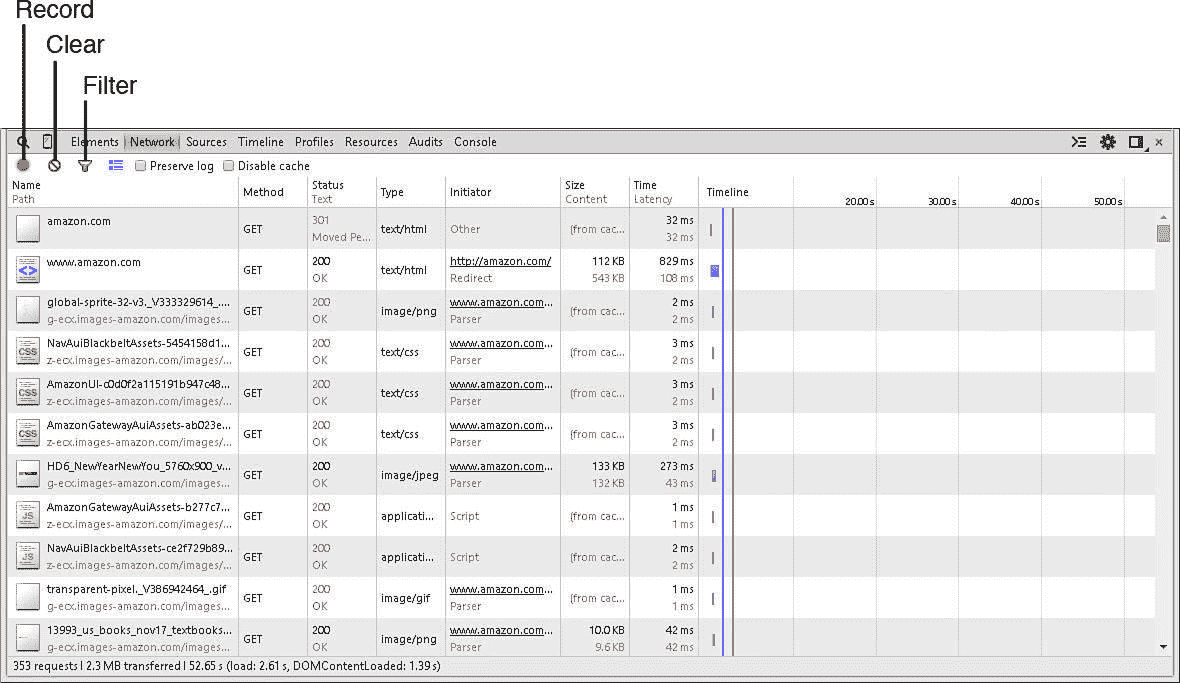 Record
Clear
Filter
Elements Network Sources Timeline Profiles Resources Audits Console
Preserve log Disable cache
Name Method Status Type Initiator Size Time Timeline
Path Text Content Latency 20.00 s 30.00 s 40.00 s 50.00 s
amazon.com GET 301 text/html Other (from cac... 32 ms
Moved Pe... 32 ms
www.amazon.com GET 200 text/html http://amazon.com/ 112 KB 829 ms
OK Redirect 543 KB 108 ms
global-sprite-32-v3._V333329614_.... GET 200 image/png www.amazon.com... (from cac... 2 ms
g-ecx.images-amazon.com/images... OK Parser 2 ms
CSS NavAuiBlackbeltAssets-5454158d1... GET 200 text/css www.amazon.com... (from cac... 3 ms
z-ecx.images-amazon.com/images/... OK Parser 2 ms
CSS AmazonUI-c0d0f2a115191b947c48... GET 200 text/css www.amazon.com... (from cac... 3 ms
z-ecx.images-amazon.com/images/... OK Parser 2 ms
CSS AmazonGatewayAuiAssets-ab023e... GET 200 text/css www.amazon.com... (from cac... 3 ms
z-ecx.images-amazon.com/images/... OK Parser 2 ms
HD6_NewYearNewYou_5760x900_v... GET 200 image/jpeg www.amazon.com... 133 KB 273 ms
g-ecx.images-amazon.com/images... OK Parser 132 KB 43 ms
JS AmazonGatewayAuiAssets-b277c7... GET 200 applicati... Script (from cac... 1 ms
z-ecx.images-amazon.com/images/... OK 1 ms
JS NavAuiBlackbeltAssets-ce2f729b89... GET 200 applicati... Script (from cac... 2 ms
z-ecx.images-amazon.com/images/... OK 1 ms
transparent-pixel._V386942464_.gif GET 200 image/gif www.amazon.com... (from cac... 1 ms
g-ecx.images-amazon.com/images... OK Parser 1 ms
13993_us_books_nov17_textbooks... GET 200 image/png www.amazon.com... 10.0 KB 42 ms
g-ecx.images-amazon.com/images... OK Parser 9.6 KB 42 ms
353 requests | 2.3 MB transferred | 52.65 s (load: 2.61 s, DOMContentLoaded: 1.39 s)